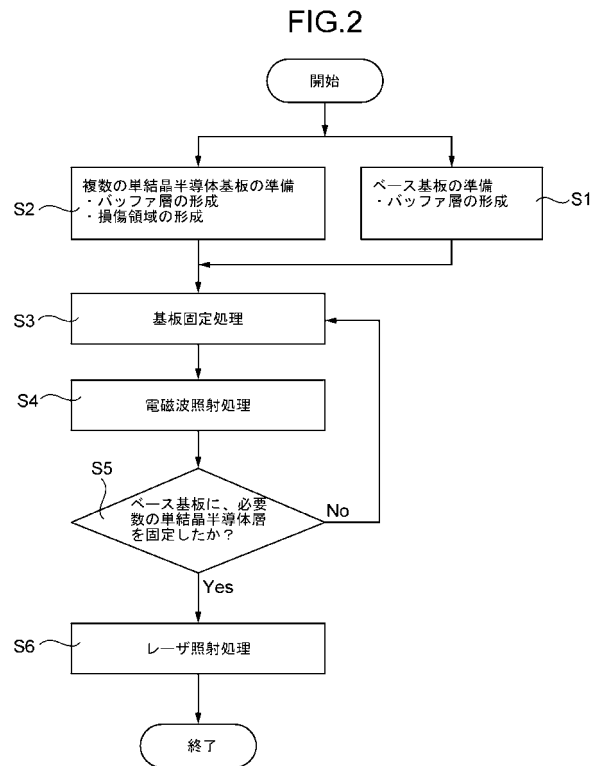 FIG.2
開始
S2
複数の単結晶半導体基板の準備
・バッファ層の形成
・損傷領域の形成
ベース基板の準備
・バッファ層の形成
S1
S3
基板固定処理
S4
電磁波照射処理
S5
ベース基板に、必要
数の単結晶半導体層
を固定したか？
No
Yes
S6
レーザ照射処理
終了